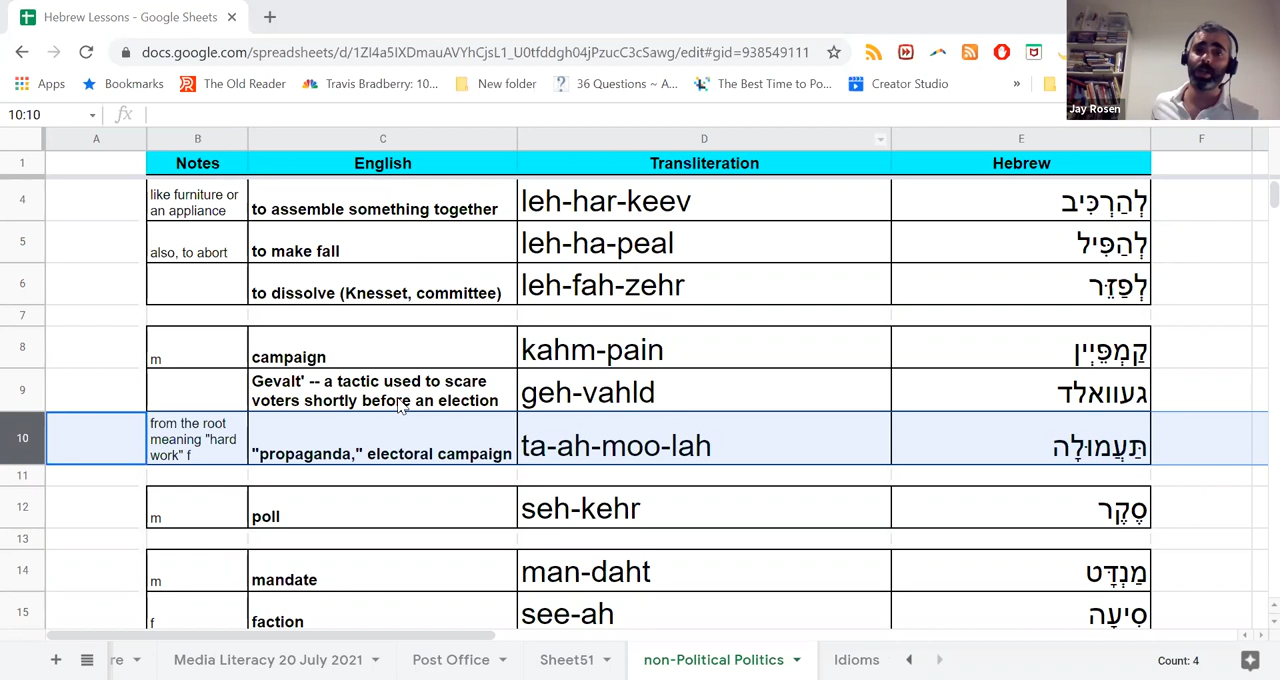 Hebrew Lessons - Google Sheets
docs.google.com/spreadsheets/d/1ZI4a5IXDmauAVYhCjsL1_U0tfddgh04jPzucC3cSawg/edit#gid=938549111
Apps Bookmarks The Old Reader Travis Bradberry: 10... New folder 36 Questions ~ A... The Best Time to Po... Creator Studio »
Jay Rosen
10:10 fx
A B C D E F
1 Notes English Transliteration Hebrew
4 like furniture or an appliance to assemble something together leh-har-keev לְהַרְכִּיב
5 also, to abort to make fall leh-ha-peal לְהַפִּיל
6 to dissolve (Knesset, committee) leh-fah-zehr לְפַזֵּר
7
8 m campaign kahm-pain קַמְפֵּיְין
9 Gevalt' -- a tactic used to scare voters shortly before an election geh-vahld געוואלד
10 from the root meaning "hard work" f "propaganda," electoral campaign ta-ah-moo-lah תַּעֲמוּלָה
11
12 m poll seh-kehr סֶקֶר
13
14 m mandate man-daht מַנְדָּט
15 f faction see-ah סִיעָה
re Media Literacy 20 July 2021 Post Office Sheet51 non-Political Politics Idioms Count: 4